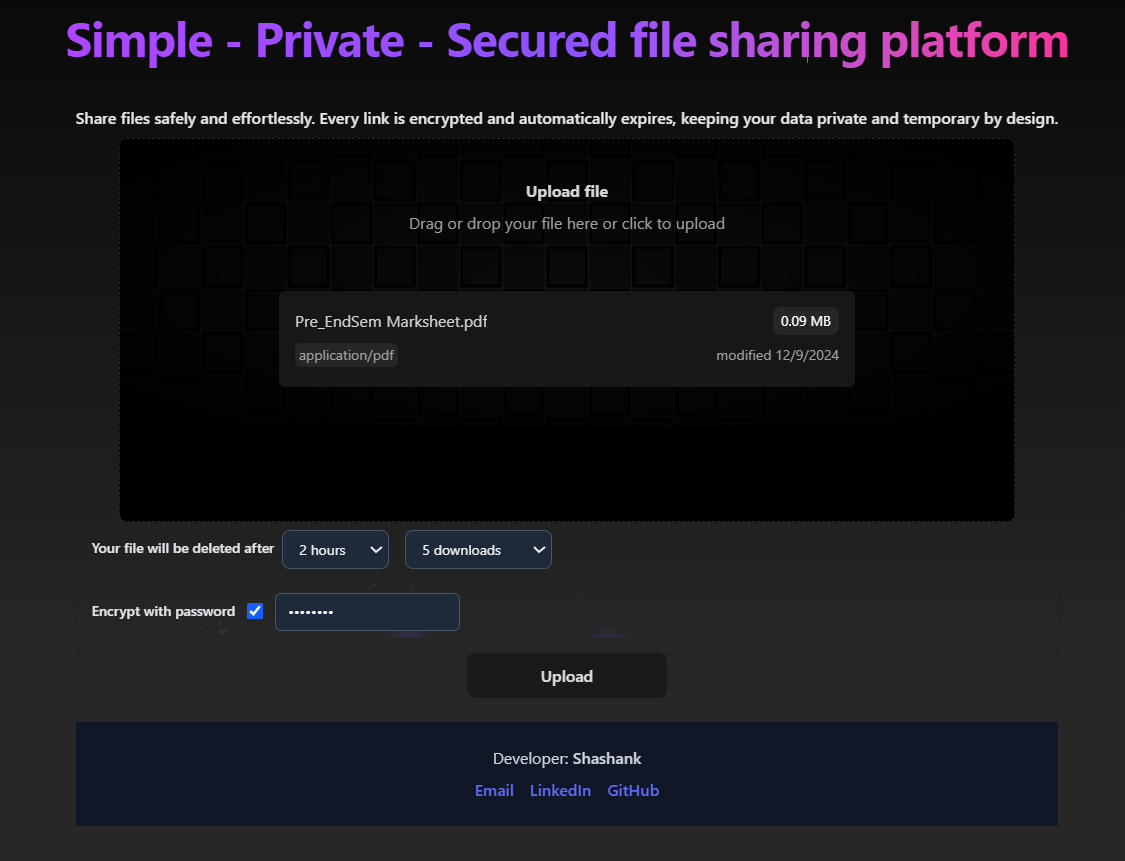 Simple - Private - Secured file sharing platform
Share files safely and effortlessly. Every link is encrypted and automatically expires, keeping your data private and temporary by design.
Upload file
Drag or drop your file here or click to upload
Pre_EndSem Marksheet.pdf 0.09 MB
application/pdf modified 12/9/2024
Your file will be deleted after 2 hours 5 downloads
Encrypt with password ••••••••
Upload
Developer: Shashank
Email LinkedIn GitHub